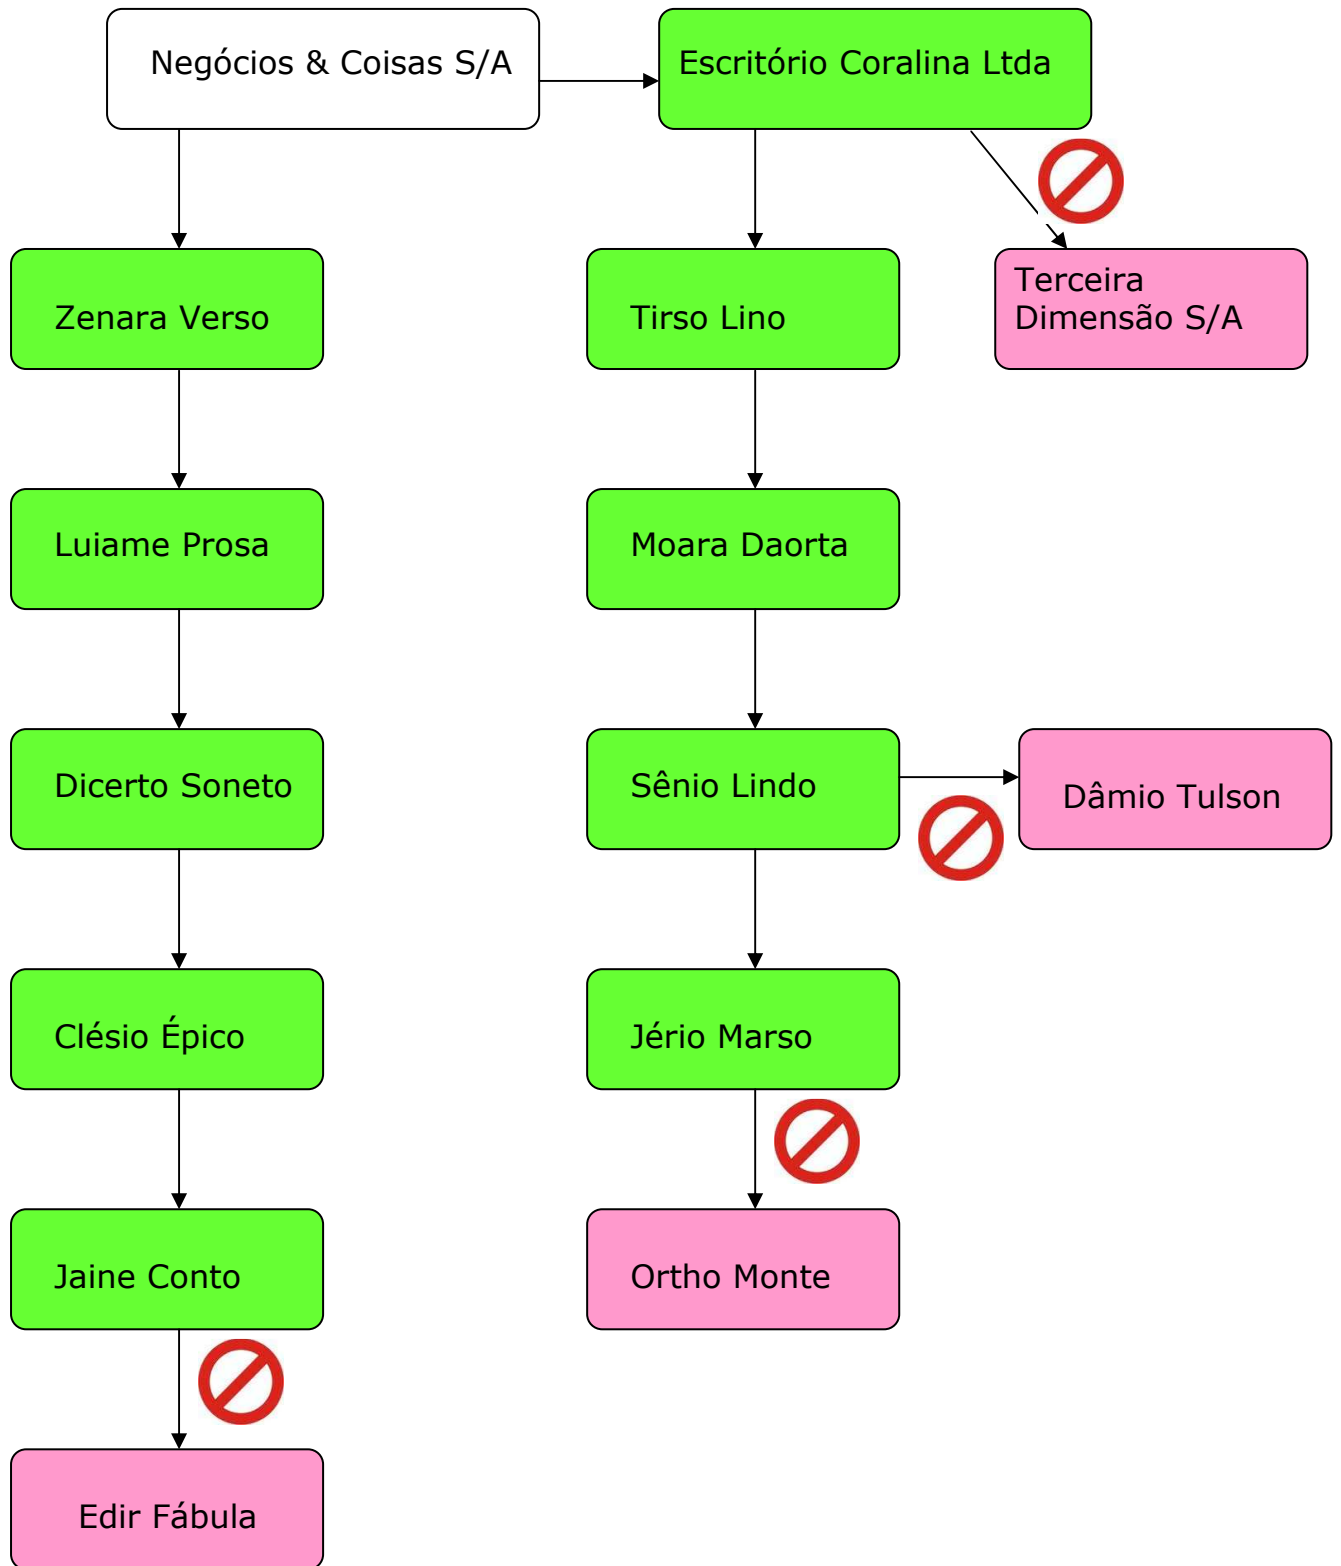 Negócios & Coisas S/A
Escritório Coralina Ltda
Zenara Verso
Tirso Lino
Terceira
Dimensão S/A
Luiame Prosa
Moara Daorta
Dicerto Soneto
Sênio Lindo
Dâmio Tulson
Clésio Épico
Jério Marso
Jaine Conto
Ortho Monte
Edir Fábula